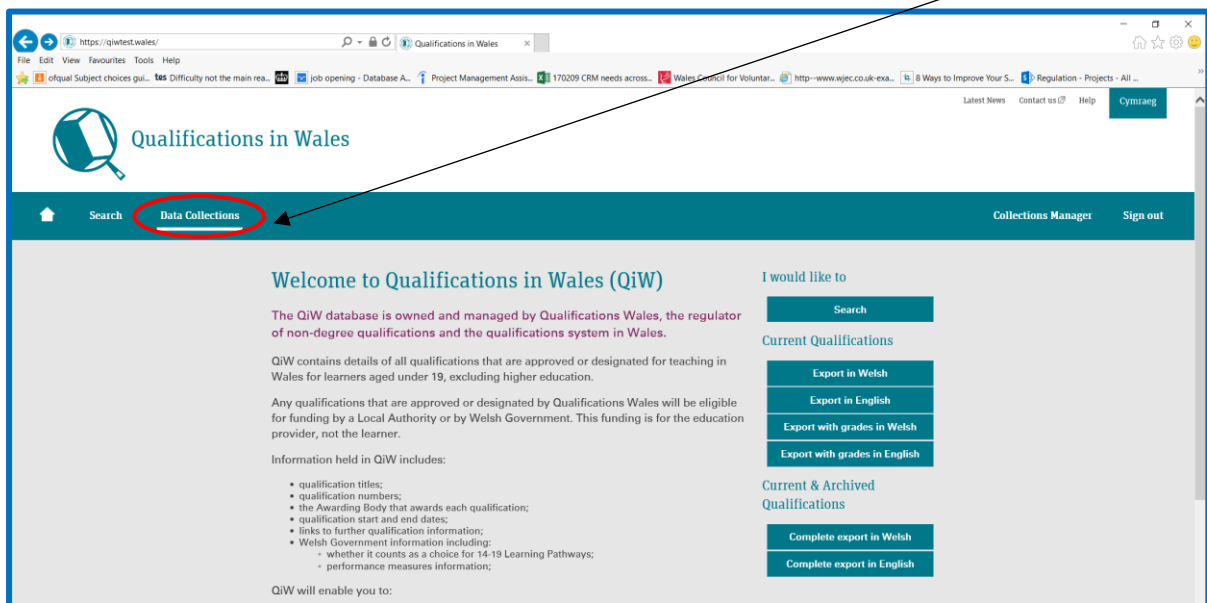 https://qiwtest.wales/
Qualifications in Wales
File Edit View Favourites Tools Help
ofqual Subject choices gui... tes Difficulty not the main rea... job opening - Database A... Project Management Assis... 170209 CRM needs across... Wales Council for Voluntar... http--www.wjec.co.uk-exa... 8 Ways to Improve Your S... Regulation - Projects - All ...
Latest News Contact us Help Cymraeg
Qualifications in Wales
Search Data Collections Collections Manager Sign out
Welcome to Qualifications in Wales (QiW)
The QiW database is owned and managed by Qualifications Wales, the regulator
of non-degree qualifications and the qualifications system in Wales.
QiW contains details of all qualifications that are approved or designated for teaching in
Wales for learners aged under 19, excluding higher education.
Any qualifications that are approved or designated by Qualifications Wales will be eligible
for funding by a Local Authority or by Welsh Government. This funding is for the education
provider, not the learner.
Information held in QiW includes:
• qualification titles;
• qualification numbers;
• the Awarding Body that awards each qualification;
• qualification start and end dates;
• links to further qualification information;
• Welsh Government information including:
◦ whether it counts as a choice for 14-19 Learning Pathways;
◦ performance measures information;
QiW will enable you to:
I would like to
Search
Current Qualifications
Export in Welsh
Export in English
Export with grades in Welsh
Export with grades in English
Current & Archived
Qualifications
Complete export in Welsh
Complete export in English